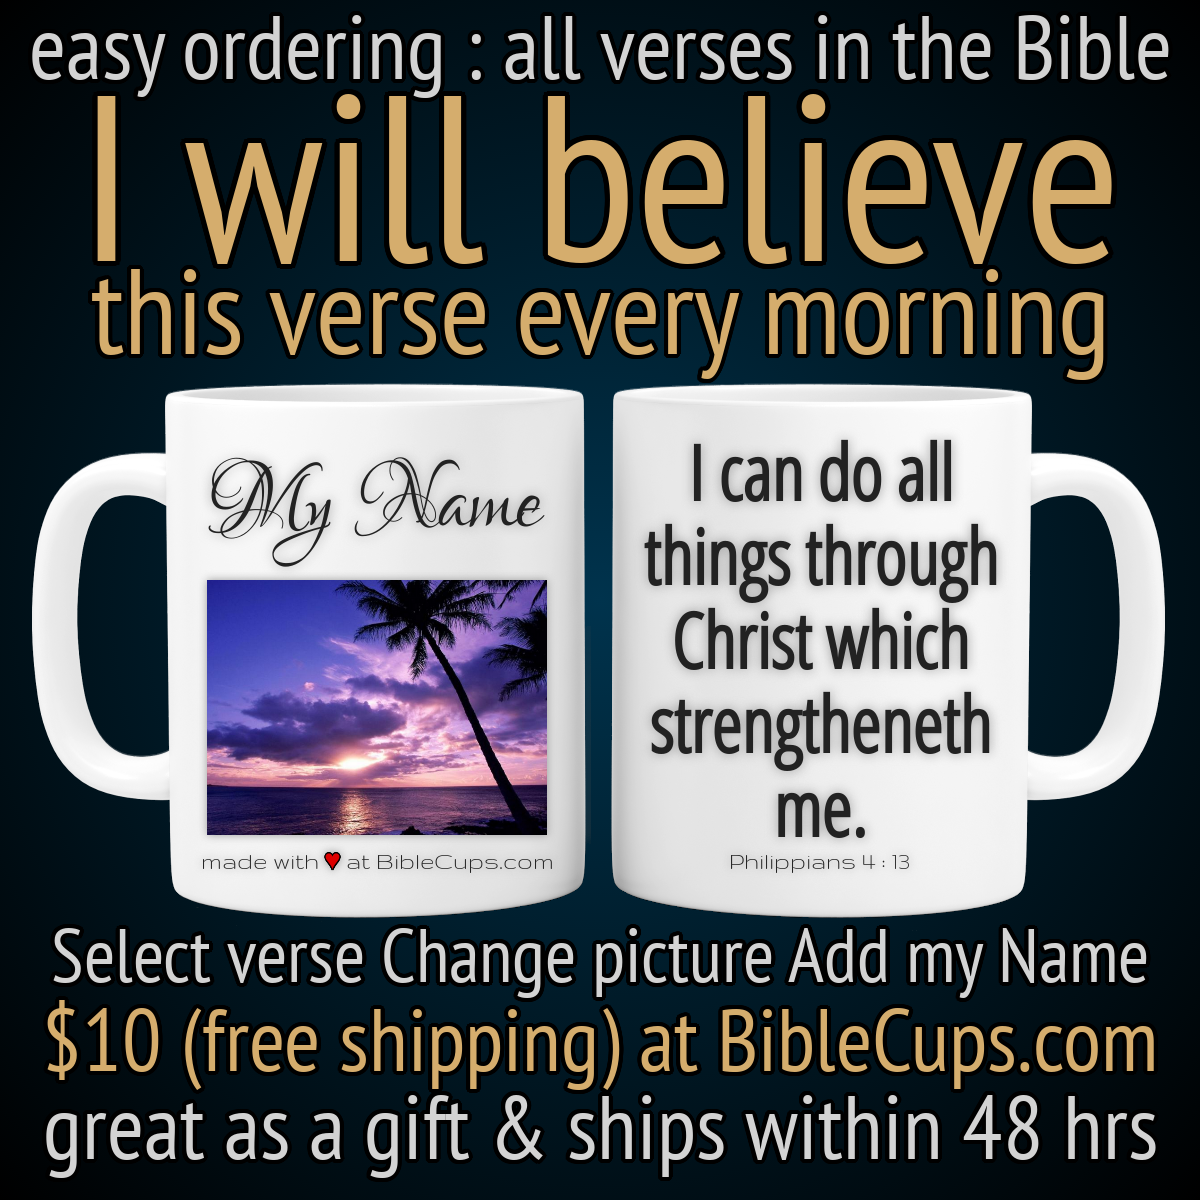 easy ordering : all verses in the Bible
I will believe
this verse every morning
My Name
made with ♥ at BibleCups.com
I can do all
things through
Christ which
strengtheneth
me.
Philippians 4 : 13
Select verse Change picture Add my Name
$10 (free shipping) at BibleCups.com
great as a gift & ships within 48 hrs